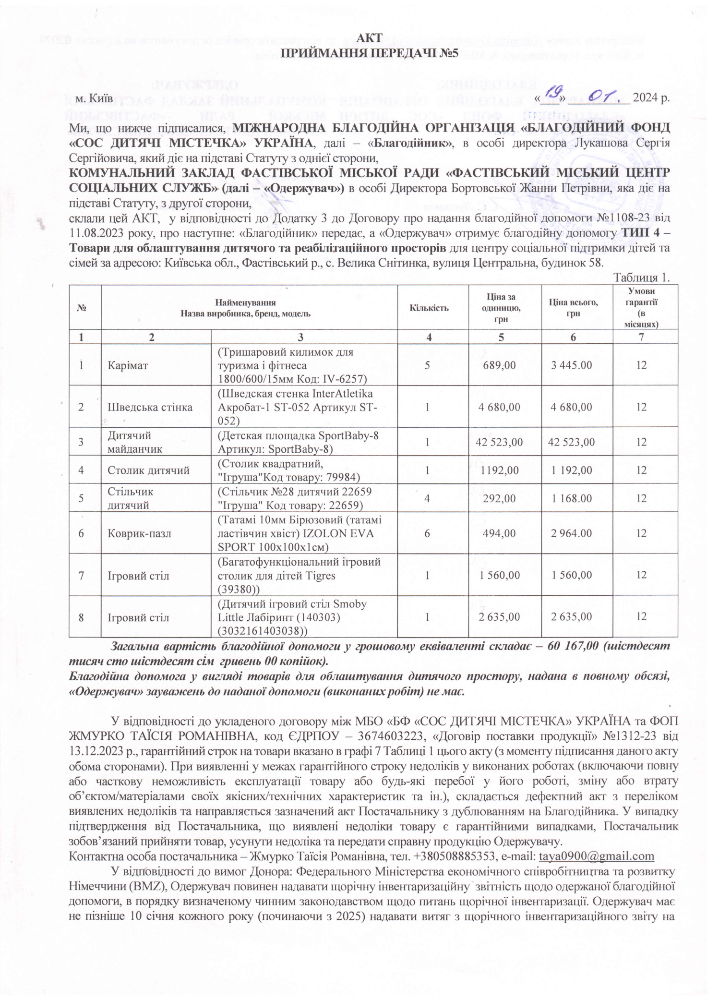 АКТ
ПРИЙМАННЯ ПЕРЕДАЧІ №5
м. Київ «19» 01. 2024 р.
Ми, що нижче підписалися, МІЖНАРОДНА БЛАГОДІЙНА ОРГАНІЗАЦІЯ «БЛАГОДІЙНИЙ ФОНД
«СОС ДИТЯЧІ МІСТЕЧКА» УКРАЇНА, далі – «Благодійник», в особі директора Лукашова Сергія
Сергійовича, який діє на підставі Статуту з однієї сторони,
КОМУНАЛЬНИЙ ЗАКЛАД ФАСТІВСЬКОЇ МІСЬКОЇ РАДИ «ФАСТІВСЬКИЙ МІСЬКИЙ ЦЕНТР
СОЦІАЛЬНИХ СЛУЖБ» (далі – «Одержувач») в особі Директора Бортовської Жанни Петрівни, яка діє на
підставі Статуту, з другої сторони,
склали цей АКТ, у відповідності до Додатку 3 до Договору про надання благодійної допомоги №1108-23 від
11.08.2023 року, про наступне: «Благодійник» передає, а «Одержувач» отримує благодійну допомогу ТИП 4 –
Товари для облаштування дитячого та реабілітаційного просторів для центру соціальної підтримки дітей та
сімей за адресою: Київська обл., Фастівський р., с. Велика Снітинка, вулиця Центральна, будинок 58.
Таблиця 1.
№
Найменування
Назва виробника, бренд, модель
Кількість
Ціна за
одиницю,
грн
Ціна всього,
грн
Умови
гарантії
(в
місяцях)
1 2 3 4 5 6 7
1 Карімат
(Тришаровий килимок для
туризма і фітнеса
1800/600/15мм Код: IV-6257)
5 689,00 3 445.00 12
2 Шведська стінка
(Шведская стенка InterAtletika
Акробат-1 ST-052 Артикул ST-
052)
1 4 680,00 4 680,00 12
3 Дитячий
майданчик
(Детская площадка SportBaby-8
Артикул: SportBaby-8)
1 42 523,00 42 523,00 12
4 Столик дитячий
(Столик квадратний,
"Ігруша"Код товару: 79984)
1 1192,00 1 192,00 12
5 Стільчик
дитячий
(Стільчик №28 дитячий 22659
"Ігруша" Код товару: 22659)
4 292,00 1 168.00 12
6 Коврик-пазл
(Татамі 10мм Бірюзовий (татамі
ластівчин хвіст) IZOLON EVA
SPORT 100х100х1см)
6 494,00 2 964.00 12
7 Ігровий стіл
(Багатофункціональний ігровий
столик для дітей Tigres
(39380))
1 1 560,00 1 560,00 12
8 Ігровий стіл
(Дитячий ігровий стіл Smoby
Little Лабіринт (140303)
(3032161403038))
1 2 635,00 2 635,00 12
Загальна вартість благодійної допомоги у грошовому еквіваленті складає – 60 167,00 (шістдесят
тисяч сто шістдесят сім гривень 00 копійок).
Благодійна допомога у вигляді товарів для облаштування дитячого простору, надана в повному обсязі,
«Одержувач» зауважень до наданої допомоги (виконаних робіт) не має.
У відповідності до укладеного договору між МБО «БФ «СОС ДИТЯЧІ МІСТЕЧКА» УКРАЇНА та ФОП
ЖМУРКО ТАЇСІЯ РОМАНІВНА, код ЄДРПОУ – 3674603223, «Договір поставки продукції» №1312-23 від
13.12.2023 р., гарантійний строк на товари вказано в графі 7 Таблиці 1 цього акту (з моменту підписання даного акту
обома сторонами). При виявленні у межах гарантійного строку недоліків у виконаних роботах (включаючи повну
або часткову неможливість експлуатації товару або будь-які перебої у його роботі, зміну або втрату
об’єктом/матеріалами своїх якісних/технічних характеристик та ін.), складається дефектний акт з переліком
виявлених недоліків та направляється зазначений акт Постачальнику з дублюванням на Благодійника. У випадку
підтвердження від Постачальника, що виявлені недоліки товару є гарантійними випадками, Постачальник
зобов’язаний прийняти товар, усунути недоліка та передати справну продукцію Одержувачу.
Контактна особа постачальника – Жмурко Таїсія Романівна, тел. +380508885353, e-mail: taya0900@gmail.com
У відповідності до вимог Донора: Федерального Міністерства економічного співробітництва та розвитку
Німеччини (BMZ), Одержувач повинен надавати щорічну інвентаризаційну звітність щодо одержаної благодійної
допомоги, в порядку визначеному чинним законодавством щодо питань щорічної інвентаризації. Одержувач має
не пізніше 10 січня кожного року (починаючи з 2025) надавати витяг з щорічного інвентаризаційного звіту на